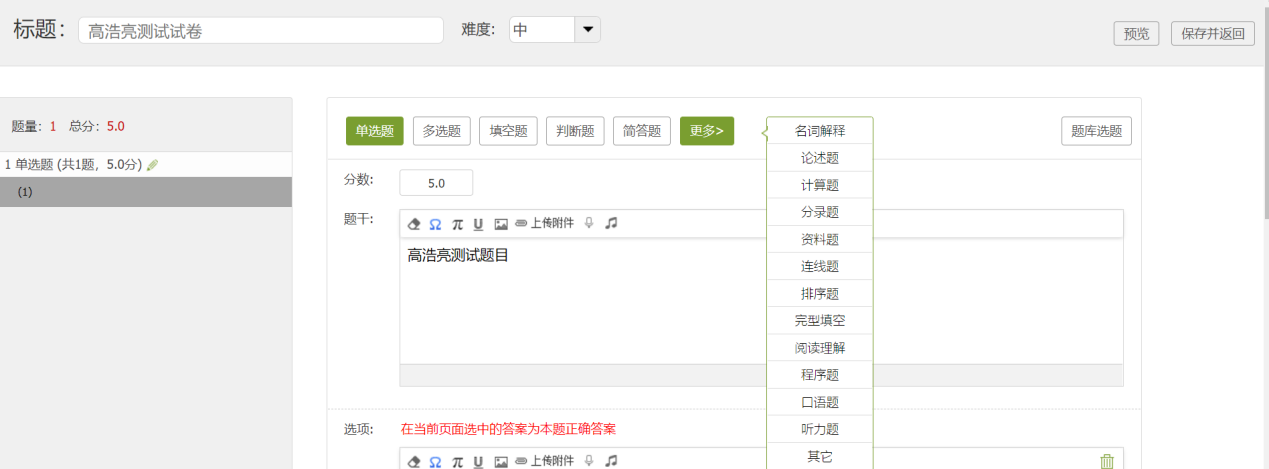 标题：
高浩亮测试试卷
难度：
中
预览
保存并返回
题量：1 总分：5.0
1 单选题 (共1题，5.0分)
(1)
单选题
多选题
填空题
判断题
简答题
更多>
题库选题
名词解释
论述题
计算题
分录题
资料题
连线题
排序题
完型填空
阅读理解
程序题
口语题
听力题
其它
分数:
5.0
题干:
Ω π U 上传附件
高浩亮测试题目
选项:
在当前页面选中的答案为本题正确答案
Ω π U 上传附件